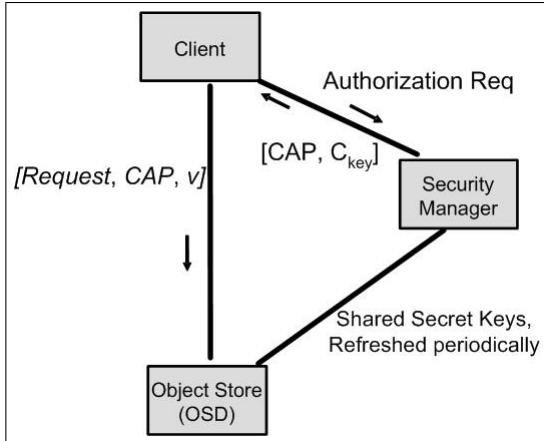 Client
Authorization Req
[CAP, Ckey]
[Request, CAP, v]
Security
Manager
Shared Secret Keys,
Refreshed periodically
Object Store
(OSD)